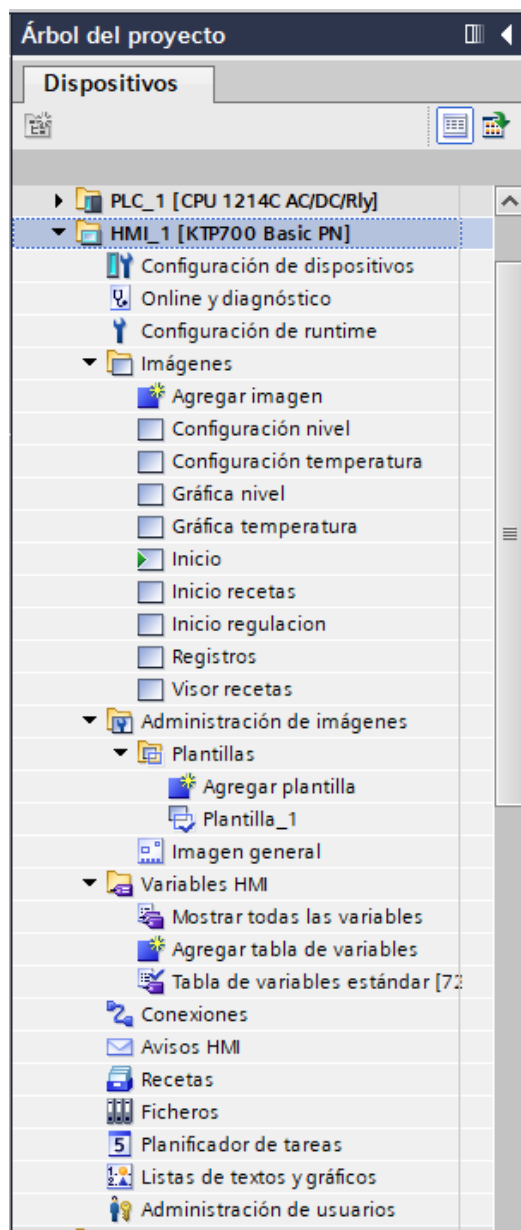 Árbol del proyecto
Dispositivos
PLC_1 [CPU 1214C AC/DC/Rly]
HMI_1 [KTP700 Basic PN]
Configuración de dispositivos
Online y diagnóstico
Configuración de runtime
Imágenes
Agregar imagen
Configuración nivel
Configuración temperatura
Gráfica nivel
Gráfica temperatura
Inicio
Inicio recetas
Inicio regulacion
Registros
Visor recetas
Administración de imágenes
Plantillas
Agregar plantilla
Plantilla_1
Imagen general
Variables HMI
Mostrar todas las variables
Agregar tabla de variables
Tabla de variables estándar [72
Conexiones
Avisos HMI
Recetas
Ficheros
Planificador de tareas
Listas de textos y gráficos
Administración de usuarios